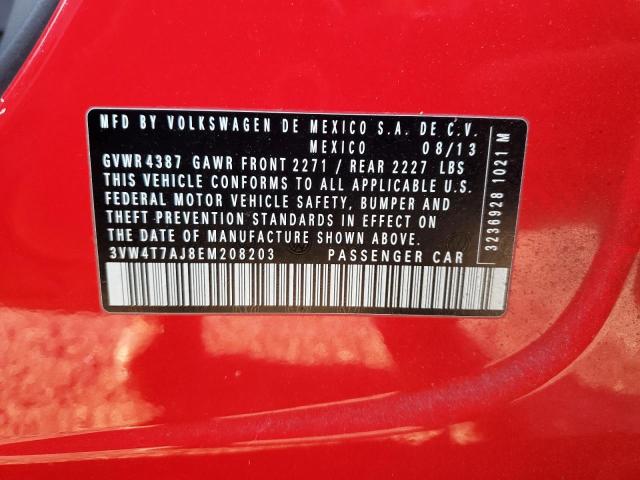 MFD BY VOLKSWAGEN DE MEXICO S.A. DE C.V.
MEXICO 08/13
GVWR 4387 GAWR FRONT 2271 / REAR 2227 LBS
THIS VEHICLE CONFORMS TO ALL APPLICABLE U.S.
FEDERAL MOTOR VEHICLE SAFETY, BUMPER AND
THEFT PREVENTION STANDARDS IN EFFECT ON
THE DATE OF MANUFACTURE SHOWN ABOVE.
3VW4T7AJ8EM208203 PASSENGER CAR
3236928 1021 M